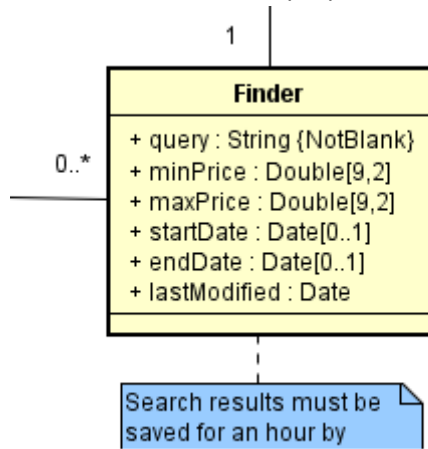 1
Finder
+ query : String {NotBlank}
0..*
+ minPrice : Double[9,2]
+ maxPrice : Double[9,2]
+ startDate : Date[0..1]
+ endDate : Date[0..1]
+ lastModified : Date
Search results must be
saved for an hour by